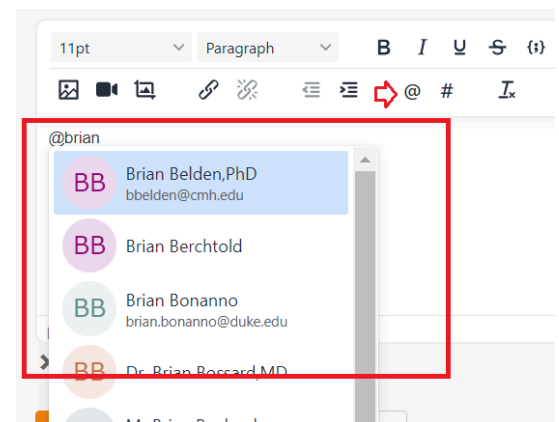 11pt Paragraph B I U S {;}
@ # Tx
@brian
BB Brian Belden,PhD
bbelden@cmh.edu
BB Brian Berchtold
BB Brian Bonanno
brian.bonanno@duke.edu
BB Dr. Brian Bossard,MD